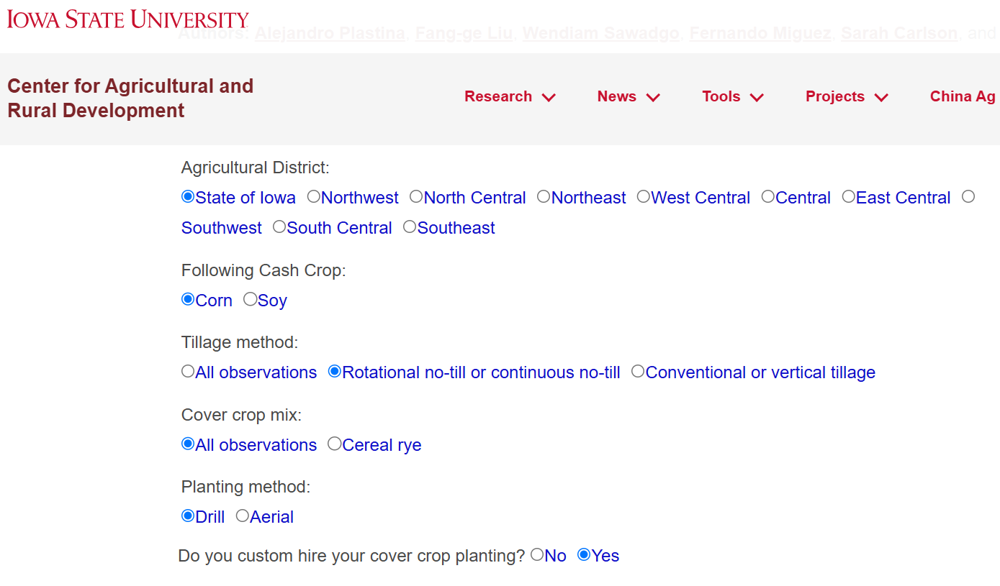 IOWA STATE UNIVERSITY
Authors: Alejandro Plastina, Fang-ge Liu, Wendiam Sawadgo, Fernando Miguez, Sarah Carlson, and
Center for Agricultural and
Rural Development
Research News Tools Projects China Ag
Agricultural District:
State of Iowa Northwest North Central Northeast West Central Central East Central
Southwest South Central Southeast
Following Cash Crop:
Corn Soy
Tillage method:
All observations Rotational no-till or continuous no-till Conventional or vertical tillage
Cover crop mix:
All observations Cereal rye
Planting method:
Drill Aerial
Do you custom hire your cover crop planting? No Yes